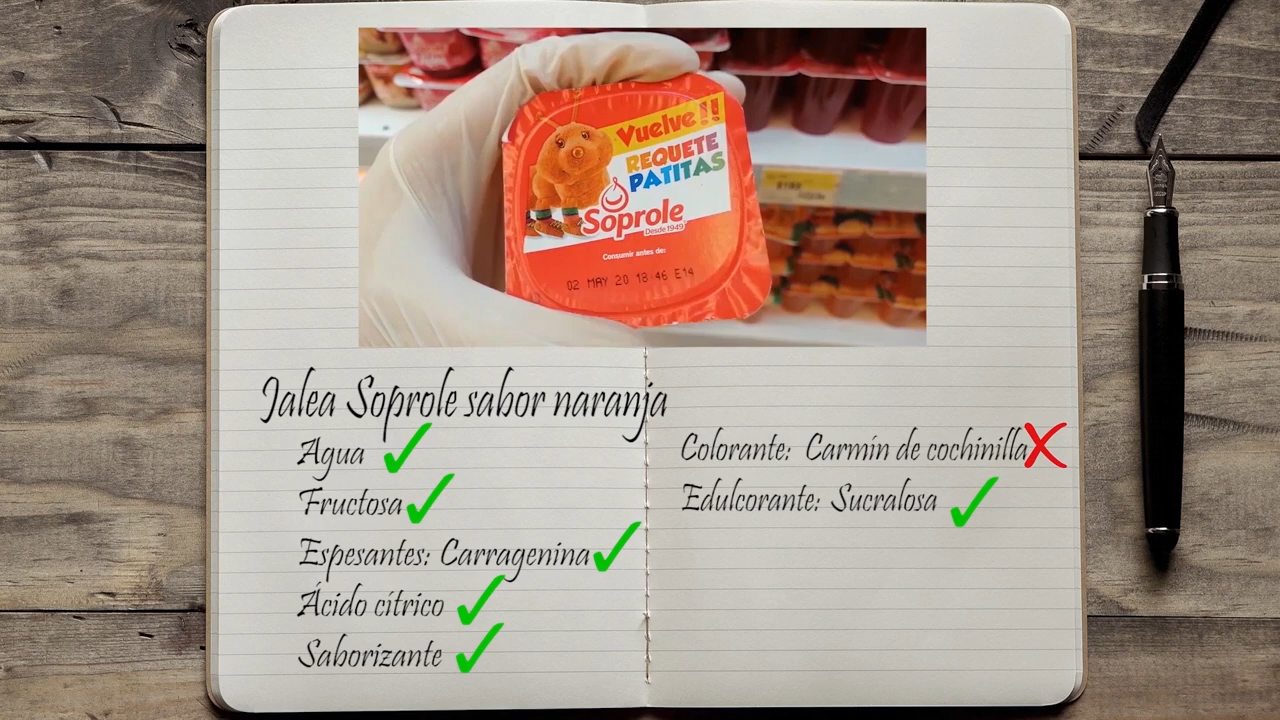 Vuelve!!
REQUETE
PATITAS
Soprole
Desde 1949
Consumir antes de:
02 MAY 20 18:46 E14
Jalea Soprole sabor naranja
Agua
Fructosa
Espesantes: Carragenina
Ácido cítrico
Saborizante
Colorante: Carmín de cochinilla
Edulcorante: Sucralosa